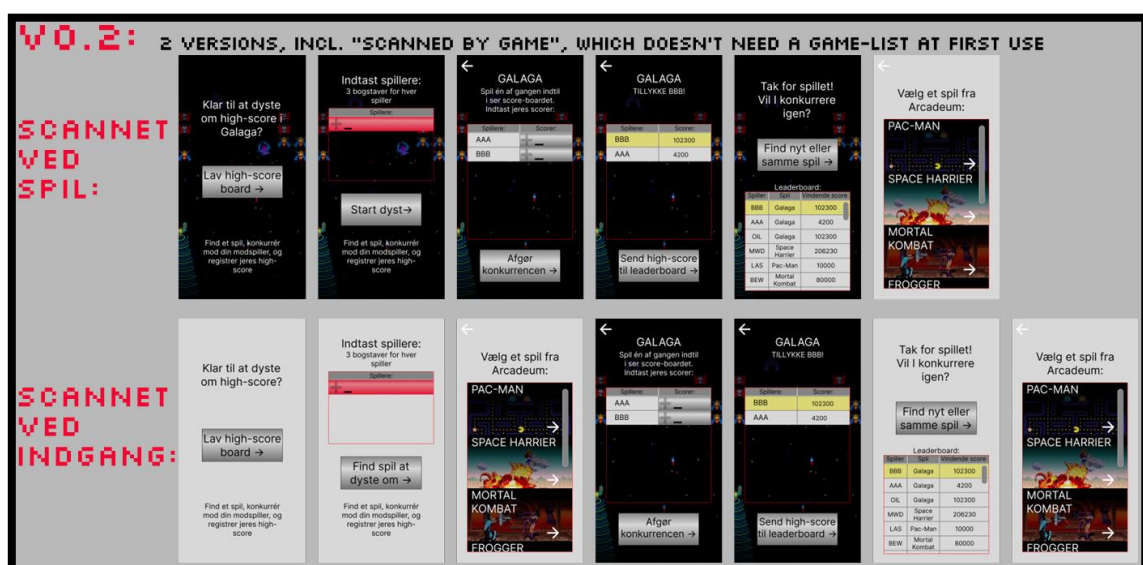 V0.2: 2 VERSIONS, INCL. "SCANNED BY GAME", WHICH DOESN'T NEED A GAME-LIST AT FIRST USE
SCANNET
VED
SPIL:
Klar til at dyste
om high-score i
Galaga?
Lav high-score
board →
Find et spil, konkurrér
mod din modspiller, og
registrer jeres high-
score
Indtast spillere:
3 bogstaver for hver
spiller
Spillere:
+_
Start dyst→
Find et spil, konkurrér
mod din modspiller, og
registrer jeres high-
score
←
GALAGA
Spil én af gangen indtil
i ser score-boardet.
Indtast jeres scorer:
Spillere: Scorer:
AAA +_
BBB +_
Afgør
konkurrencen →
←
GALAGA
TILLYKKE BBB!
Spillere: Scorer:
BBB 102300
AAA 4200
Send high-score
til leaderboard →
Tak for spillet!
Vil I konkurrere
igen?
Find nyt eller
samme spil →
Leaderboard:
Spiller Spil Vindende score
BBB Galaga 102300
AAA Galaga 4200
OIL Galaga 102300
MWD Space Harrier 206230
LAS Pac-Man 10000
BEW Mortal Kombat 80000
←
Vælg et spil fra
Arcadeum:
PAC-MAN
→
SPACE HARRIER
→
MORTAL
KOMBAT
→
FROGGER
SCANNET
VED
INDGANG:
Klar til at dyste
om high-score?
Lav high-score
board →
Find et spil, konkurrér
mod din modspiller, og
registrer jeres high-
score
Indtast spillere:
3 bogstaver for hver
spiller
Spillere:
+_
Find spil at
dyste om →
Find et spil, konkurrér
mod din modspiller, og
registrer jeres high-
score
←
Vælg et spil fra
Arcadeum:
PAC-MAN
→
SPACE HARRIER
→
MORTAL
KOMBAT
→
FROGGER
←
GALAGA
Spil én af gangen indtil
i ser score-boardet.
Indtast jeres scorer:
Spillere: Scorer:
AAA +_
BBB +_
Afgør
konkurrencen →
←
GALAGA
TILLYKKE BBB!
Spillere: Scorer:
BBB 102300
AAA 4200
Send high-score
til leaderboard →
Tak for spillet!
Vil I konkurrere
igen?
Find nyt eller
samme spil →
Leaderboard:
Spiller Spil Vindende score
BBB Galaga 102300
AAA Galaga 4200
OIL Galaga 102300
MWD Space Harrier 206230
LAS Pac-Man 10000
BEW Mortal Kombat 80000
←
Vælg et spil fra
Arcadeum:
PAC-MAN
→
SPACE HARRIER
→
MORTAL
KOMBAT
→
FROGGER